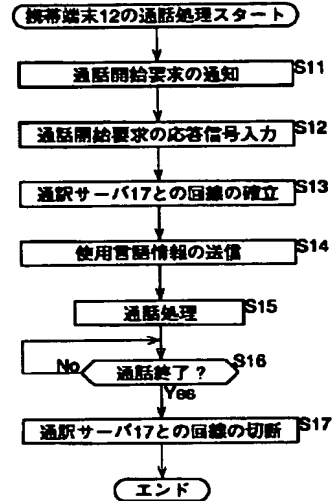 携帯端末12の通話処理スタート
通話開始要求の通知
S11
通話開始要求の応答信号入力
S12
通訳サーバ17との回線の確立
S13
使用言語情報の送信
S14
通話処理
S15
通話終了？
S16
No
Yes
通訳サーバ17との回線の切断
S17
エンド